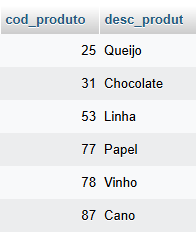 cod_produto desc_produt
25 Queijo
31 Chocolate
53 Linha
77 Papel
78 Vinho
87 Cano